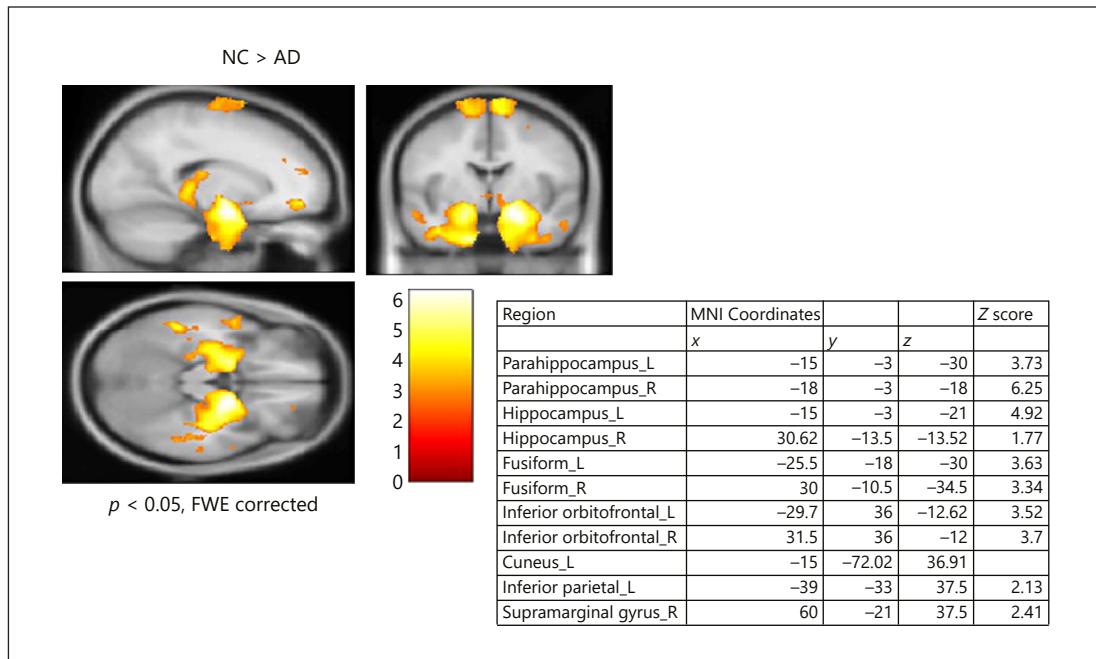 NC > AD
6
5
4
3
2
1
0
p < 0.05, FWE corrected
Region MNI Coordinates Z score
x y z
Parahippocampus_L –15 –3 –30 3.73
Parahippocampus_R –18 –3 –18 6.25
Hippocampus_L –15 –3 –21 4.92
Hippocampus_R 30.62 –13.5 –13.52 1.77
Fusiform_L –25.5 –18 –30 3.63
Fusiform_R 30 –10.5 –34.5 3.34
Inferior orbitofrontal_L –29.7 36 –12.62 3.52
Inferior orbitofrontal_R 31.5 36 –12 3.7
Cuneus_L –15 –72.02 36.91
Inferior parietal_L –39 –33 37.5 2.13
Supramarginal gyrus_R 60 –21 37.5 2.41